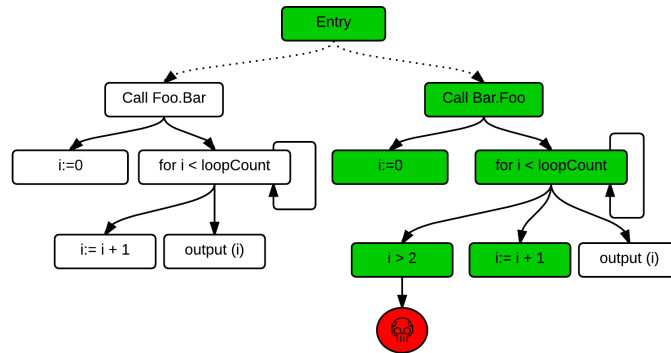 Entry
Call Foo.Bar
Call Bar.Foo
i:=0
for i < loopCount
i:=0
for i < loopCount
i:= i + 1
output (i)
i > 2
i:= i + 1
output (i)